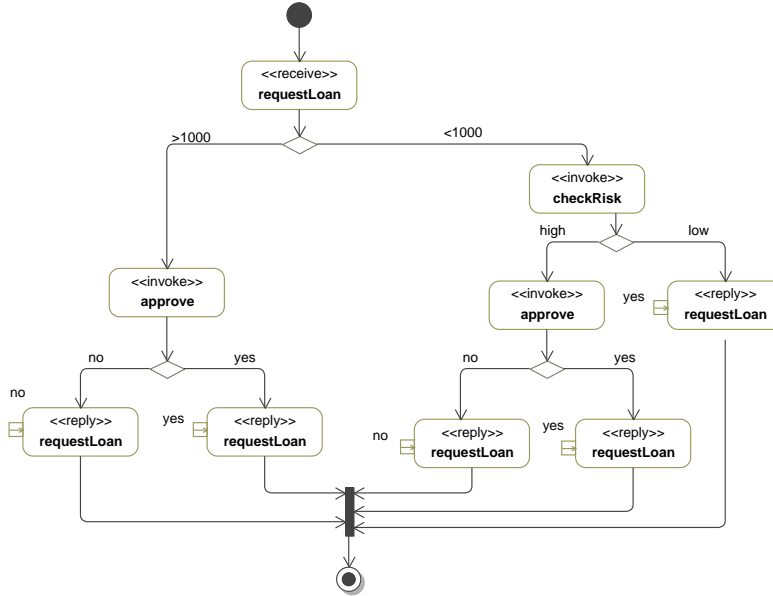 <<receive>>
requestLoan
>1000
<1000
<<invoke>>
checkRisk
high
low
<<invoke>>
approve
<<invoke>>
approve
yes
<<reply>>
requestLoan
no
yes
no
yes
no
<<reply>>
requestLoan
yes
<<reply>>
requestLoan
no
<<reply>>
requestLoan
yes
<<reply>>
requestLoan